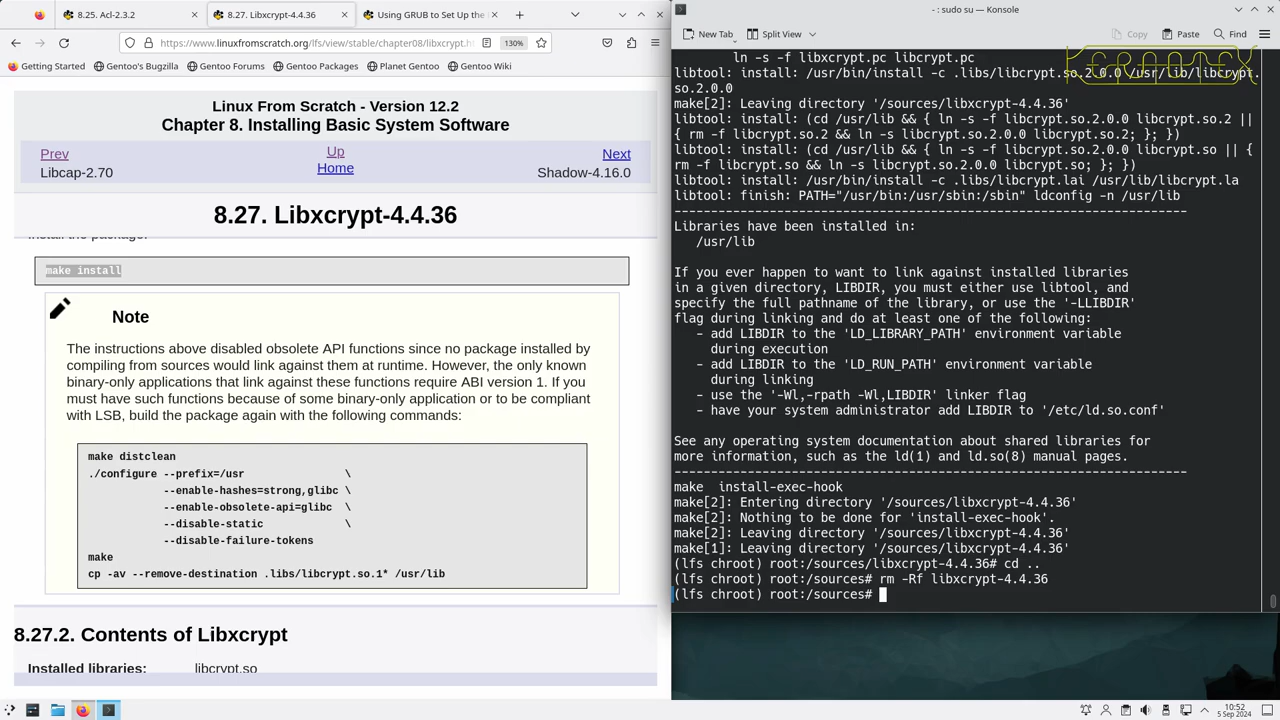 8.25. Acl-2.3.2
8.27. Libxcrypt-4.4.36
Using GRUB to Set Up the
https://www.linuxfromscratch.org/lfs/view/stable/chapter08/libxcrypt.h
130%
Getting Started
Gentoo's Bugzilla
Gentoo Forums
Gentoo Packages
Planet Gentoo
Gentoo Wiki
Linux From Scratch - Version 12.2
Chapter 8. Installing Basic System Software
Prev
Up
Next
Libcap-2.70
Home
Shadow-4.16.0
8.27. Libxcrypt-4.4.36
make install
Note
The instructions above disabled obsolete API functions since no package installed by
compiling from sources would link against them at runtime. However, the only known
binary-only applications that link against these functions require ABI version 1. If you
must have such functions because of some binary-only application or to be compliant
with LSB, build the package again with the following commands:
make distclean
./configure --prefix=/usr \
--enable-hashes=strong,glibc \
--enable-obsolete-api=glibc \
--disable-static \
--disable-failure-tokens
make
cp -av --remove-destination .libs/libcrypt.so.1* /usr/lib
8.27.2. Contents of Libxcrypt
Installed libraries: libcrypt.so
- : sudo su — Konsole
New Tab
Split View
Copy
Paste
Find
ln -s -f libxcrypt.pc libcrypt.pc
libtool: install: /usr/bin/install -c .libs/libcrypt.so.2.0.0 /usr/lib/libcrypt.
so.2.0.0
make[2]: Leaving directory '/sources/libxcrypt-4.4.36'
libtool: install: (cd /usr/lib && { ln -s -f libcrypt.so.2.0.0 libcrypt.so.2 ||
{ rm -f libcrypt.so.2 && ln -s libcrypt.so.2.0.0 libcrypt.so.2; }; })
libtool: install: (cd /usr/lib && { ln -s -f libcrypt.so.2.0.0 libcrypt.so || {
rm -f libcrypt.so && ln -s libcrypt.so.2.0.0 libcrypt.so; }; })
libtool: install: /usr/bin/install -c .libs/libcrypt.lai /usr/lib/libcrypt.la
libtool: finish: PATH="/usr/bin:/usr/sbin:/sbin" ldconfig -n /usr/lib
----------------------------------------------------------------------
Libraries have been installed in:
/usr/lib
If you ever happen to want to link against installed libraries
in a given directory, LIBDIR, you must either use libtool, and
specify the full pathname of the library, or use the '-LLIBDIR'
flag during linking and do at least one of the following:
- add LIBDIR to the 'LD_LIBRARY_PATH' environment variable
during execution
- add LIBDIR to the 'LD_RUN_PATH' environment variable
during linking
- use the '-Wl,-rpath -Wl,LIBDIR' linker flag
- have your system administrator add LIBDIR to '/etc/ld.so.conf'
See any operating system documentation about shared libraries for
more information, such as the ld(1) and ld.so(8) manual pages.
----------------------------------------------------------------------
make  install-exec-hook
make[2]: Entering directory '/sources/libxcrypt-4.4.36'
make[2]: Nothing to be done for 'install-exec-hook'.
make[2]: Leaving directory '/sources/libxcrypt-4.4.36'
make[1]: Leaving directory '/sources/libxcrypt-4.4.36'
(lfs chroot) root:/sources/libxcrypt-4.4.36# cd ..
(lfs chroot) root:/sources# rm -Rf libxcrypt-4.4.36
(lfs chroot) root:/sources#
10:52
5 Sep 2024